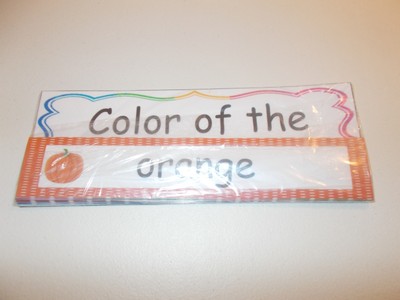 Color of the
orange